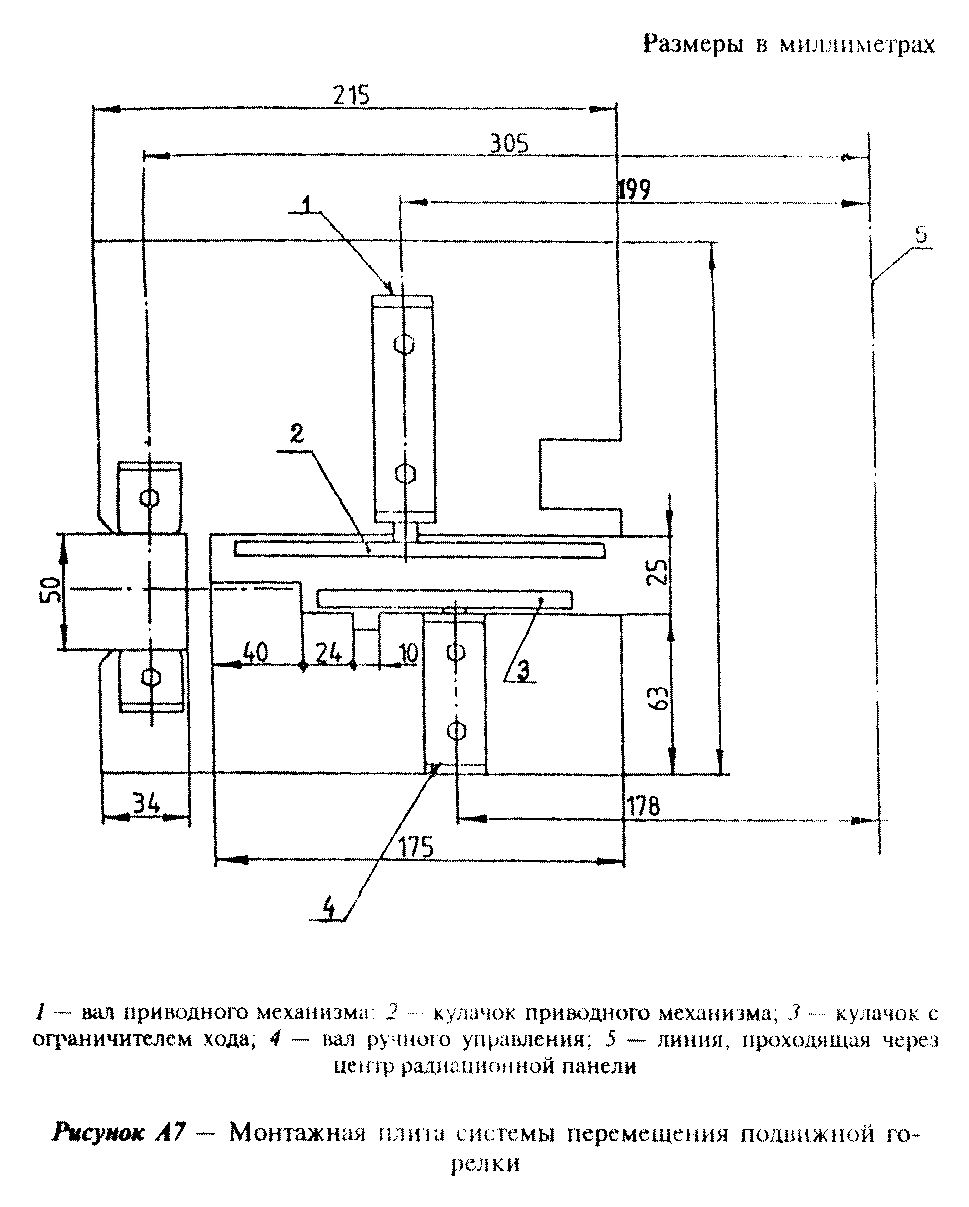 Размеры в миллиметрах
215
305
199
1
5
2
50
25
40 24 10
3
63
34
178
175
4
1 — вал приводного механизма; 2 — кулачок приводного механизма; 3 — кулачок с
ограничителем хода; 4 — вал ручного управления; 5 — линия, проходящая через
центр радиационной панели
Рисунок А7 — Монтажная плита системы перемещения подвижной го-
релки